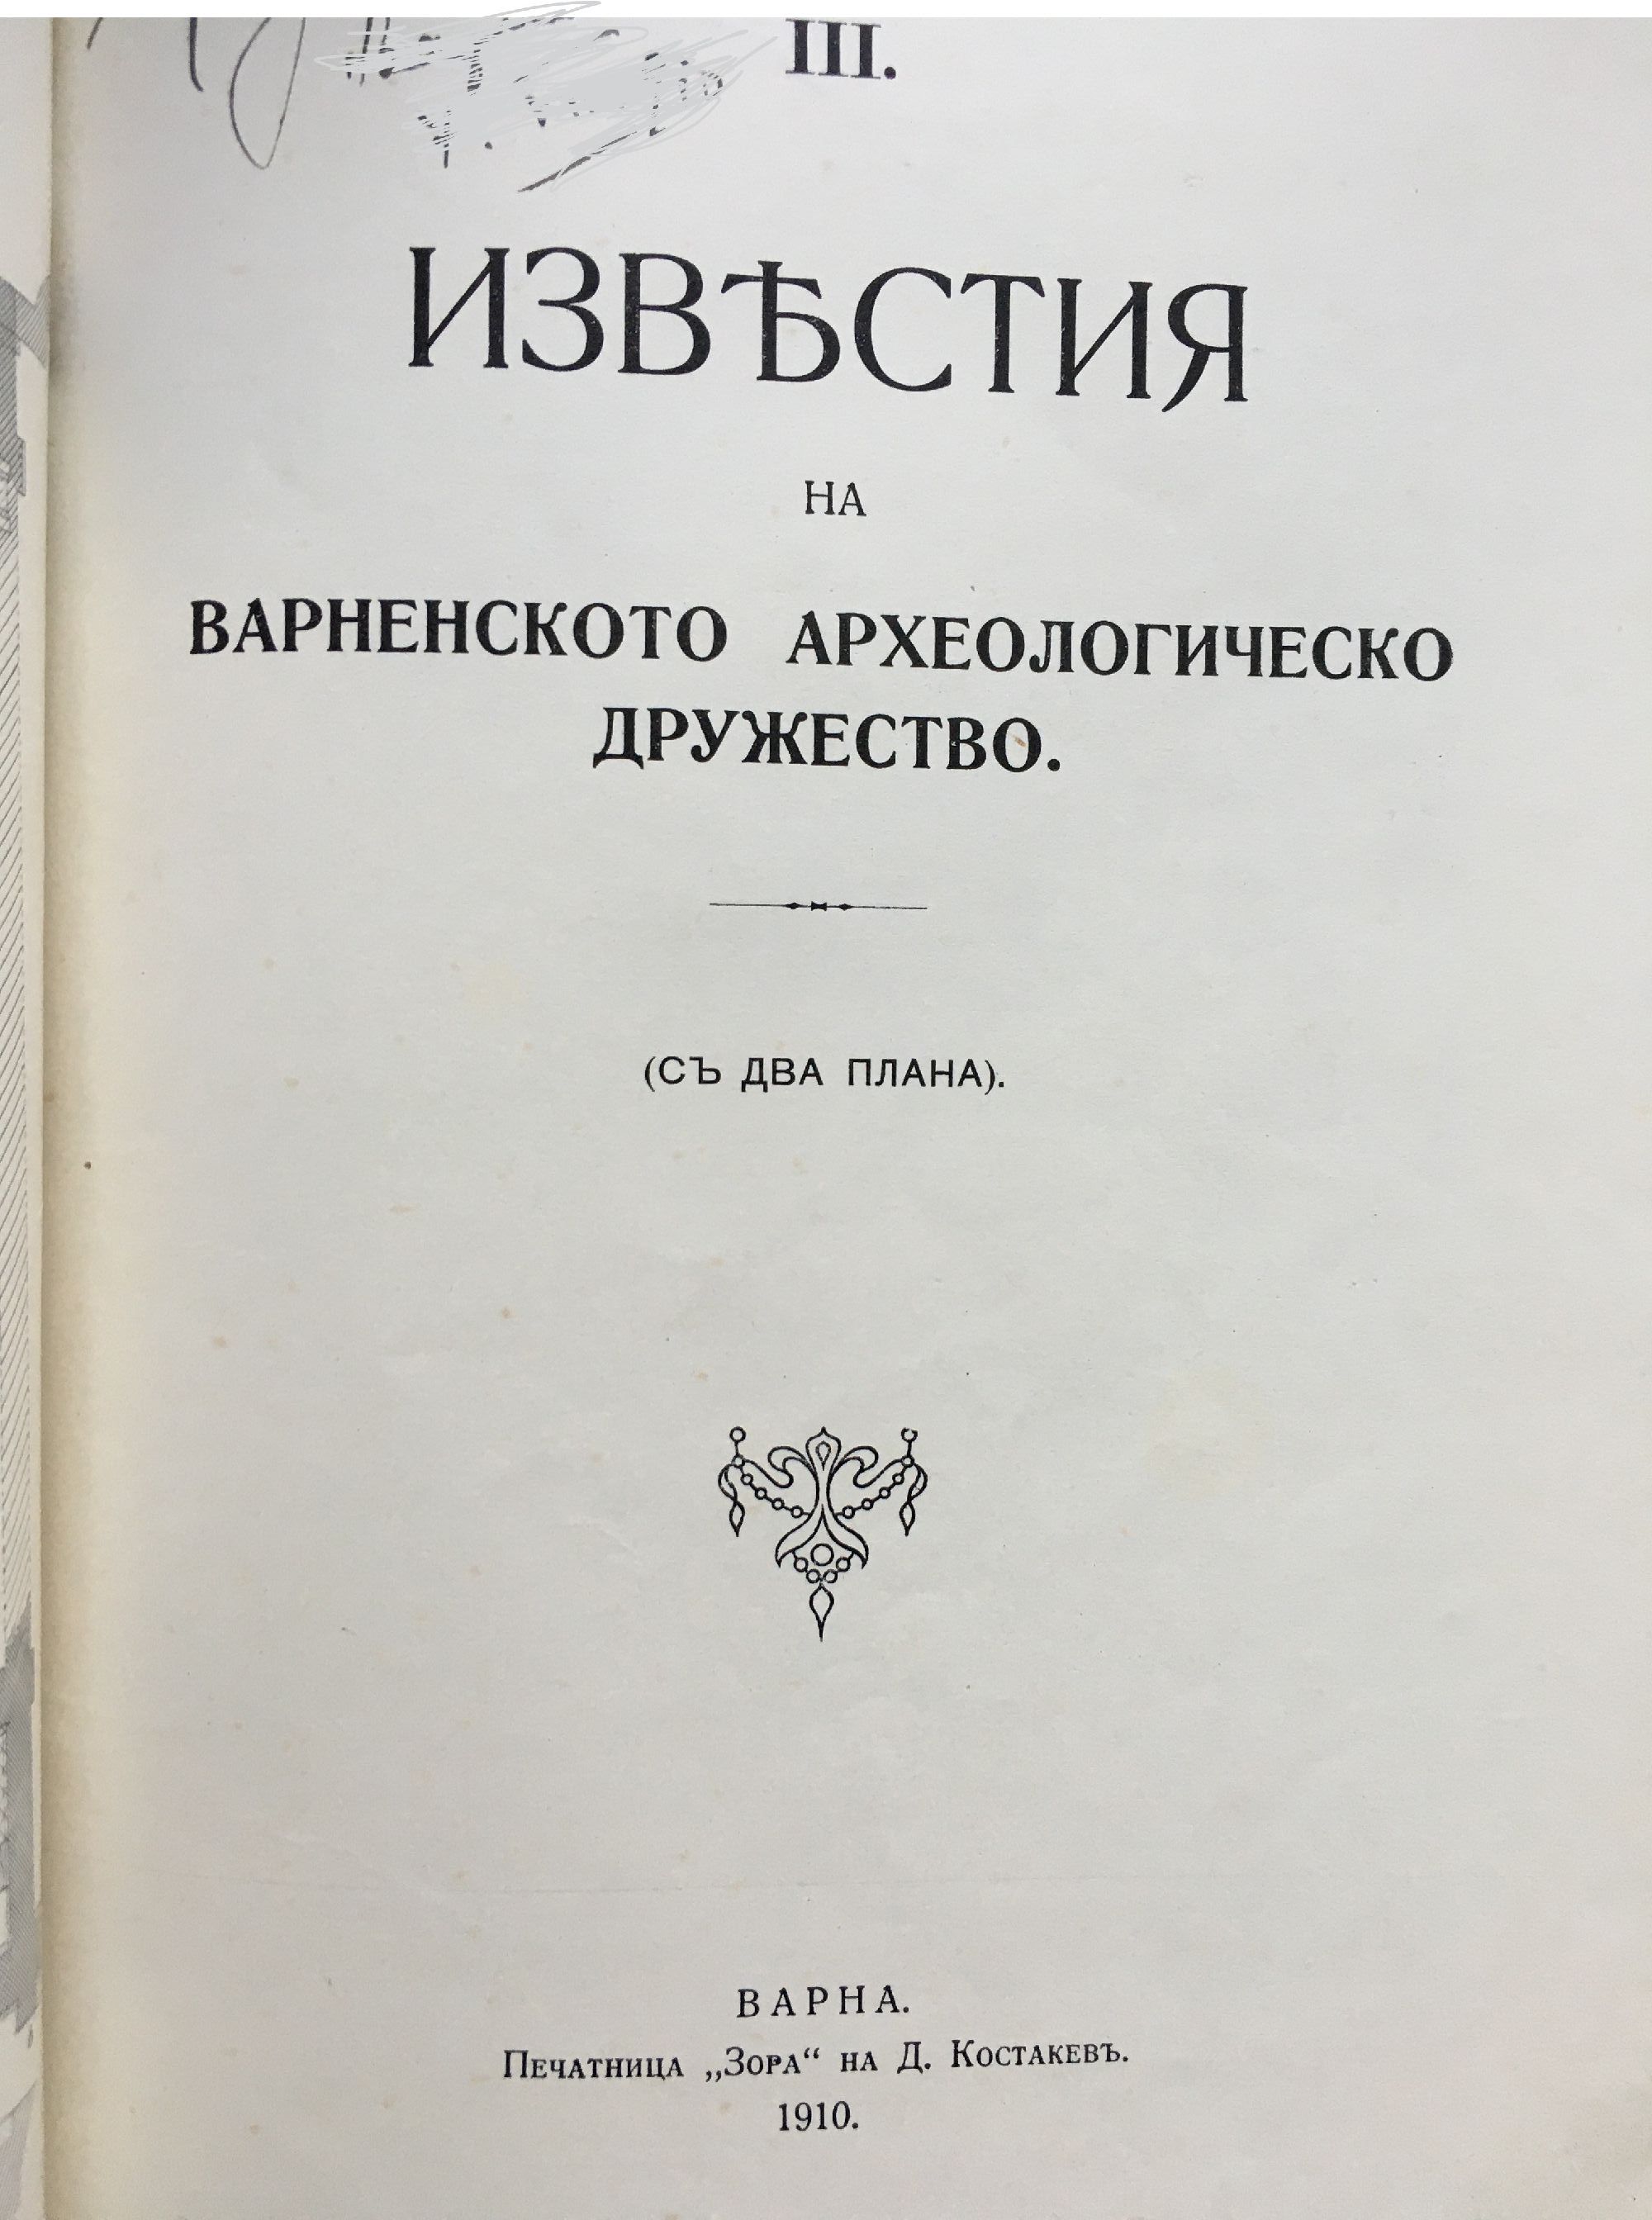 III.
ИЗВѢСТИЯ
НА
ВАРНЕНСКОТО АРХЕОЛОГИЧЕСКО
ДРУЖЕСТВО.
(СЪ ДВА ПЛАНА).
ВАРНА.
ПЕЧАТНИЦА „ЗОРА“ НА Д. КОСТАКЕВЪ.
1910.